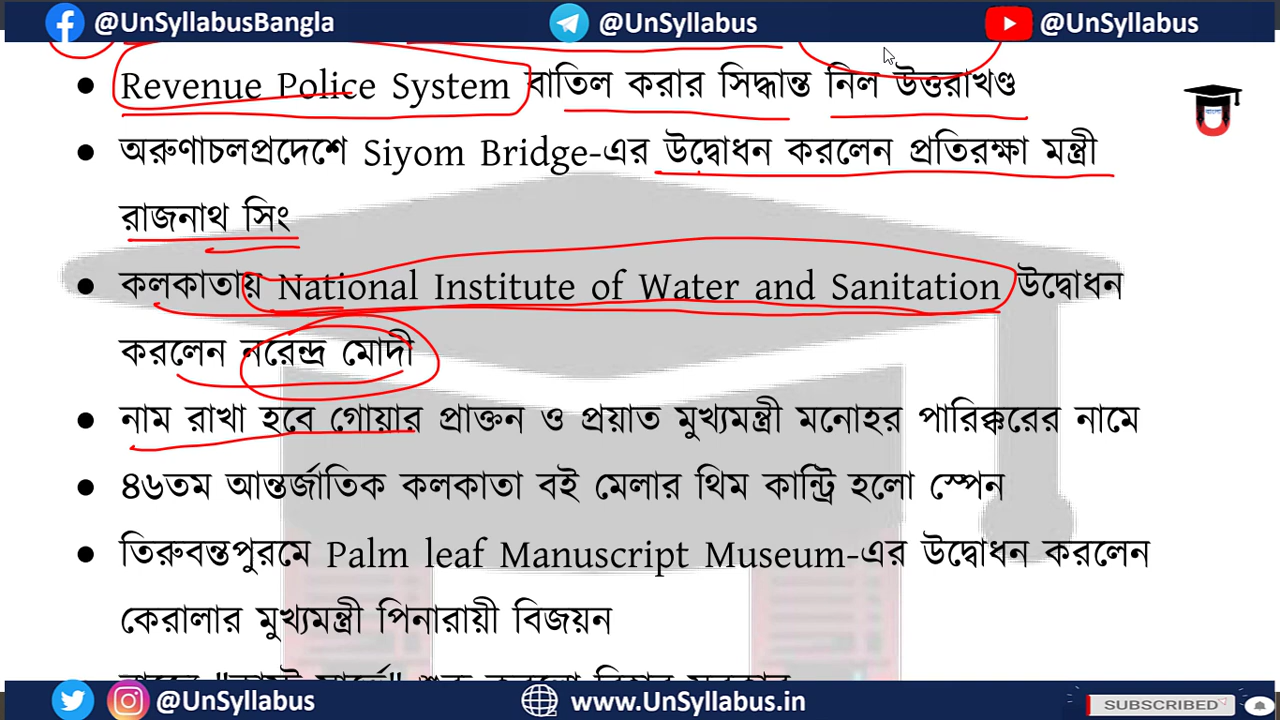 @UnSyllabusBangla @UnSyllabus @UnSyllabus
● Revenue Police System বাতিল করার সিদ্ধান্ত নিল উত্তরাখণ্ড
● অরুণাচলপ্রদেশে Siyom Bridge-এর উদ্বোধন করলেন প্রতিরক্ষা মন্ত্রী
রাজনাথ সিং
● কলকাতায় National Institute of Water and Sanitation উদ্বোধন
করলেন নরেন্দ্র মোদী
● নাম রাখা হবে গোয়ার প্রাক্তন ও প্রয়াত মুখ্যমন্ত্রী মনোহর পারিক্করের নামে
● ৪৬তম আন্তর্জাতিক কলকাতা বই মেলার থিম কান্ট্রি হলো স্পেন
● তিরুবন্তপুরমে Palm leaf Manuscript Museum-এর উদ্বোধন করলেন
কেরালার মুখ্যমন্ত্রী পিনারায়ী বিজয়ন
@UnSyllabus www.UnSyllabus.in SUBSCRIBED